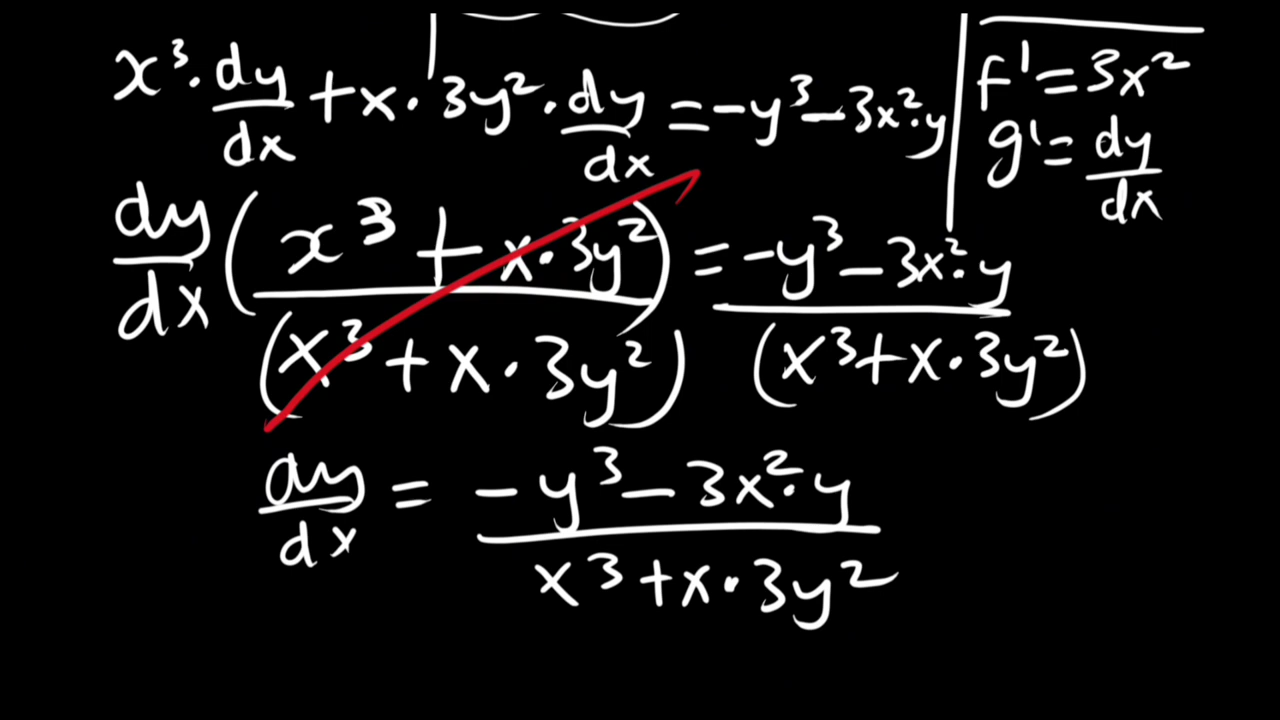 x³·dy/dx + x·3y²·dy/dx = -y³ - 3x²·y
f' = 3x²
g' = dy/dx
dy/dx (x³ + x·3y²)/(x³ + x·3y²) = (-y³ - 3x²·y)/(x³ + x·3y²)
dy/dx = (-y³ - 3x²·y)/(x³ + x·3y²)